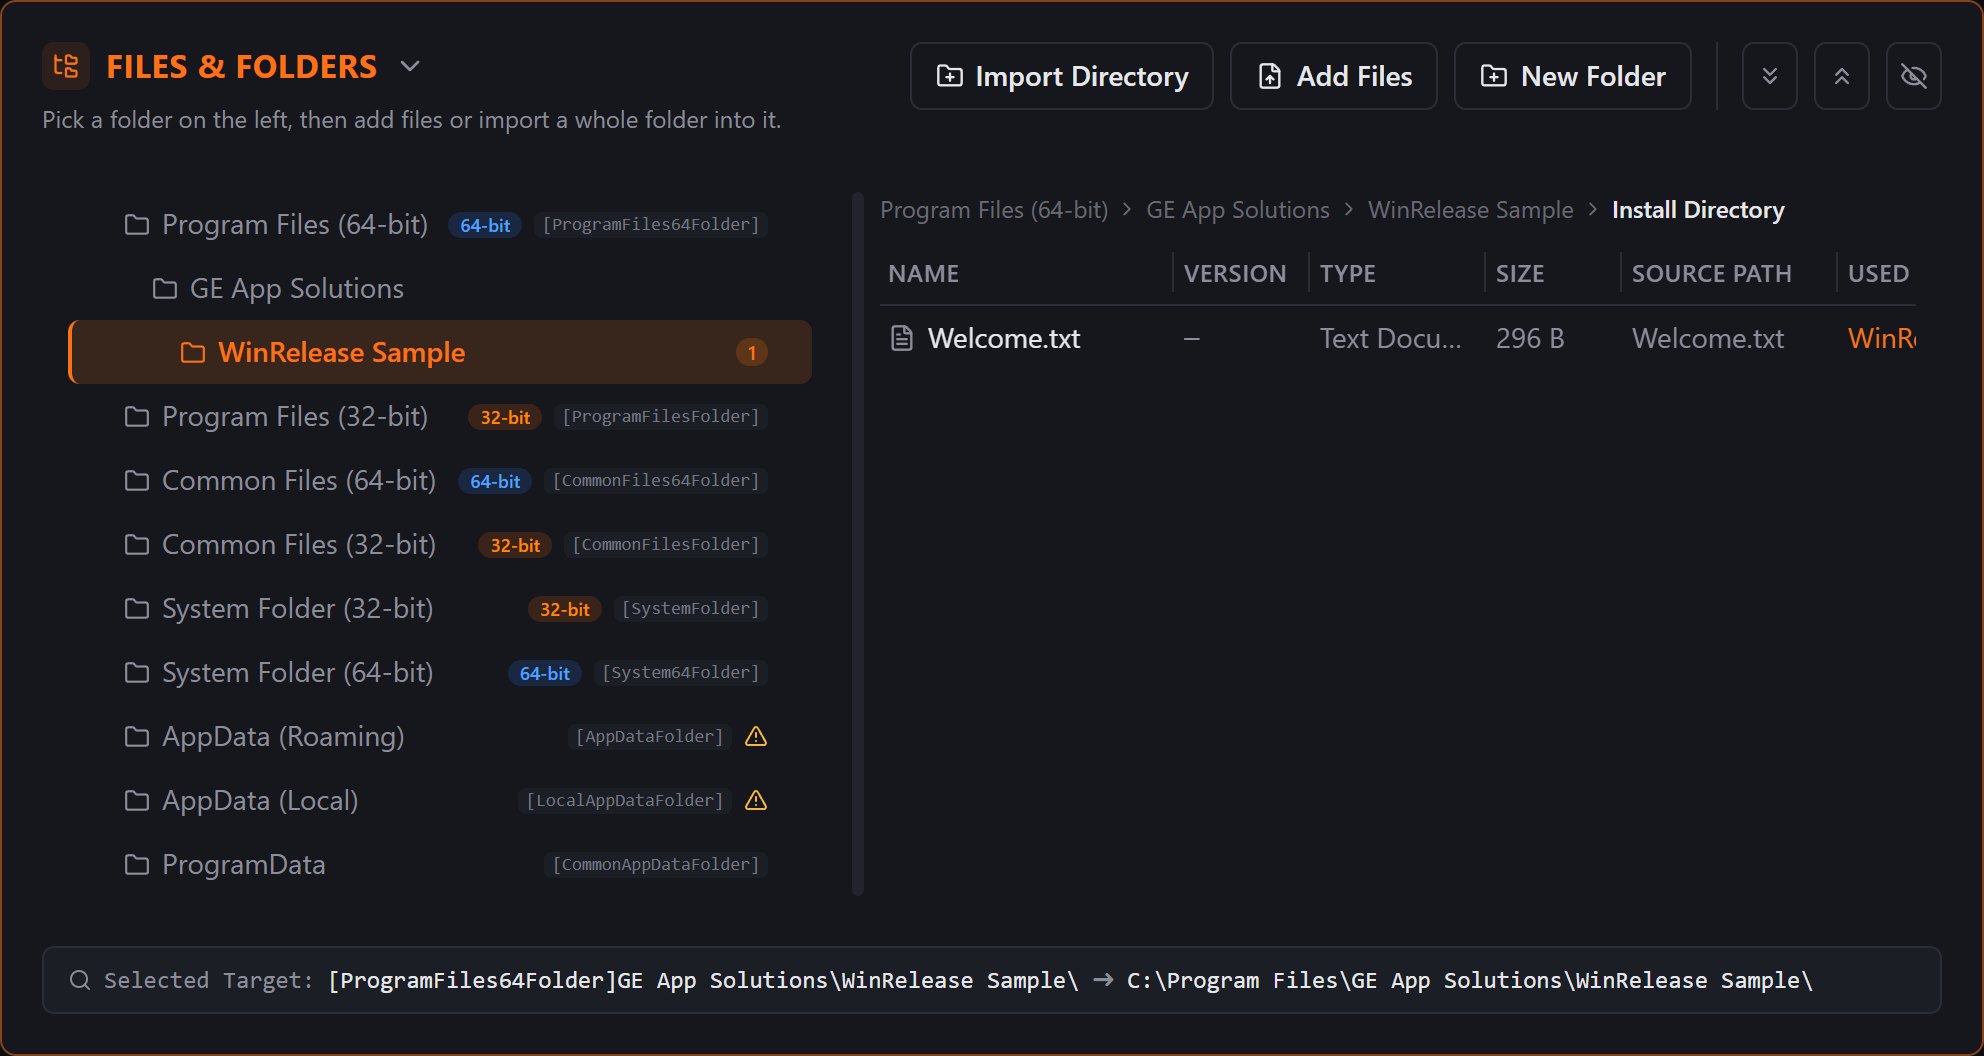 FILES & FOLDERS
Import Directory
Add Files
New Folder
Pick a folder on the left, then add files or import a whole folder into it.
Program Files (64-bit) 64-bit [ProgramFiles64Folder]
GE App Solutions
WinRelease Sample 1
Program Files (32-bit) 32-bit [ProgramFilesFolder]
Common Files (64-bit) 64-bit [CommonFiles64Folder]
Common Files (32-bit) 32-bit [CommonFilesFolder]
System Folder (32-bit) 32-bit [SystemFolder]
System Folder (64-bit) 64-bit [System64Folder]
AppData (Roaming) [AppDataFolder]
AppData (Local) [LocalAppDataFolder]
ProgramData [CommonAppDataFolder]
Program Files (64-bit) > GE App Solutions > WinRelease Sample > Install Directory
NAME VERSION TYPE SIZE SOURCE PATH USED
Welcome.txt — Text Docu... 296 B Welcome.txt WinR
Selected Target: [ProgramFiles64Folder]GE App Solutions\WinRelease Sample\ → C:\Program Files\GE App Solutions\WinRelease Sample\